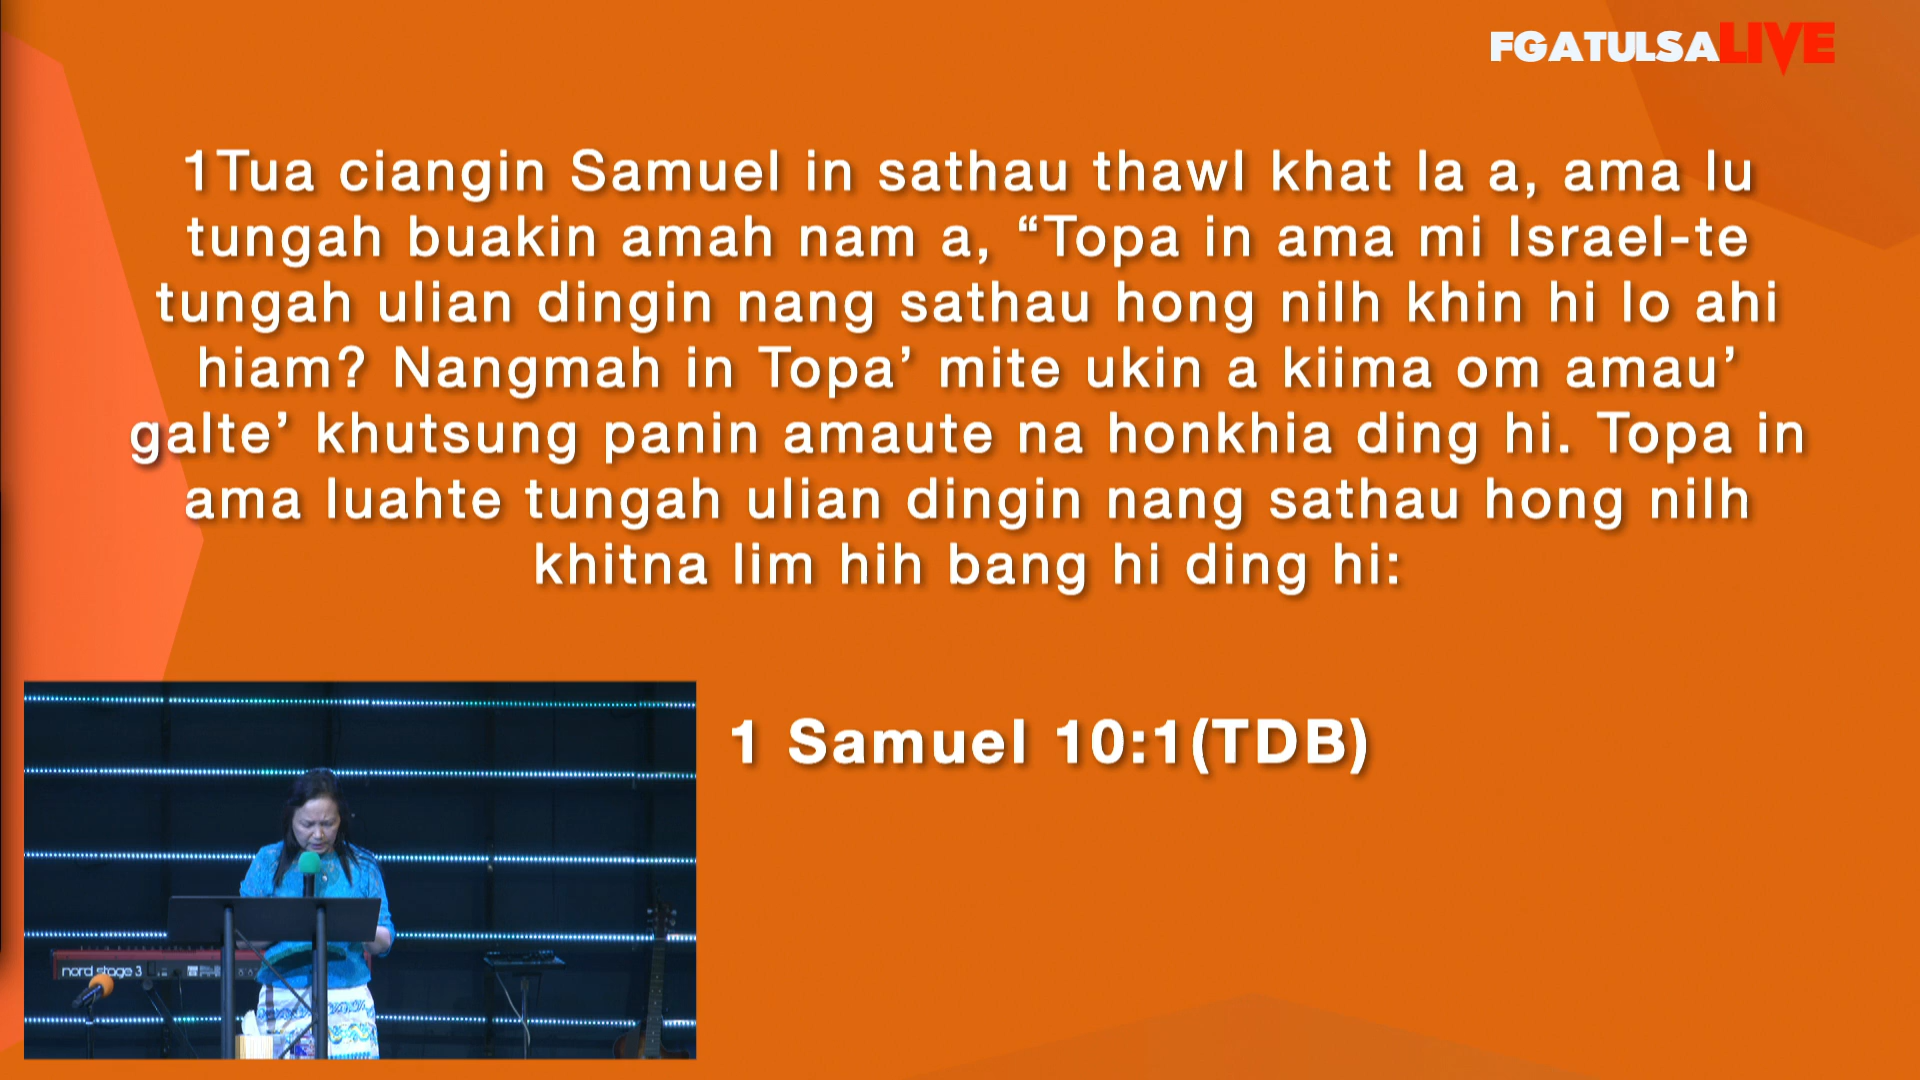 FGATULSALIVE
1Tua ciangin Samuel in sathau thawl khat la a, ama lu
tungah buakin amah nam a, “Topa in ama mi Israel-te
tungah ulian dingin nang sathau hong nilh khin hi lo ahi
hiam? Nangmah in Topa’ mite ukin a kiima om amau’
galte’ khutsung panin amaute na honkhia ding hi. Topa in
ama luahte tungah ulian dingin nang sathau hong nilh
khitna lim hih bang hi ding hi:
1 Samuel 10:1(TDB)
nord stage 3